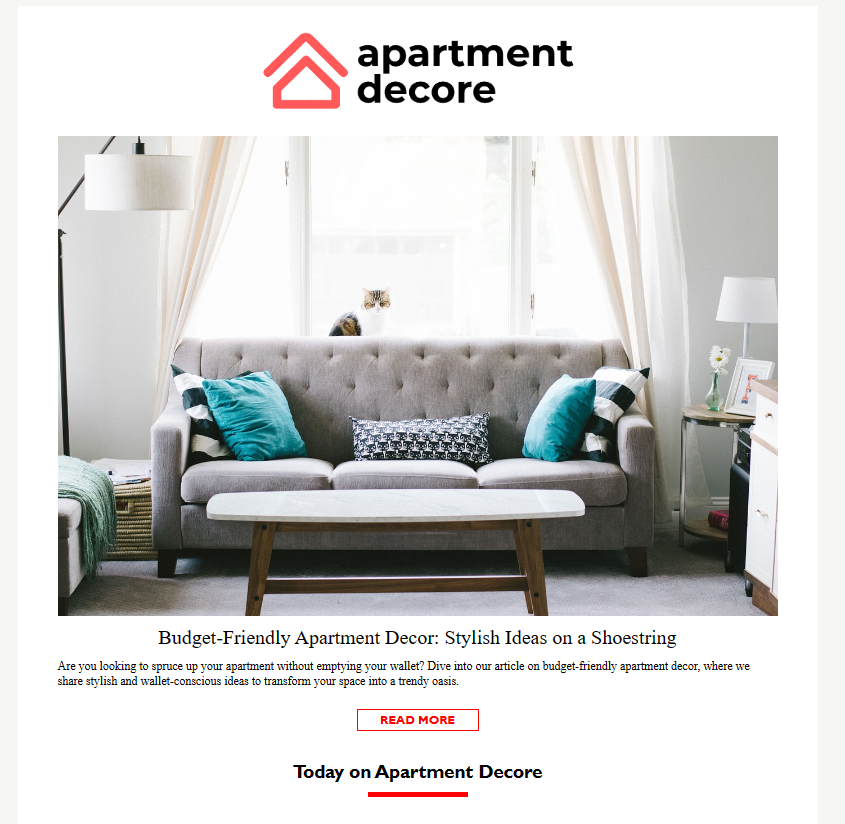 apartment
decore
Budget-Friendly Apartment Decor: Stylish Ideas on a Shoestring
Are you looking to spruce up your apartment without emptying your wallet? Dive into our article on budget-friendly apartment decor, where we
share stylish and wallet-conscious ideas to transform your space into a trendy oasis.
READ MORE
Today on Apartment Decore